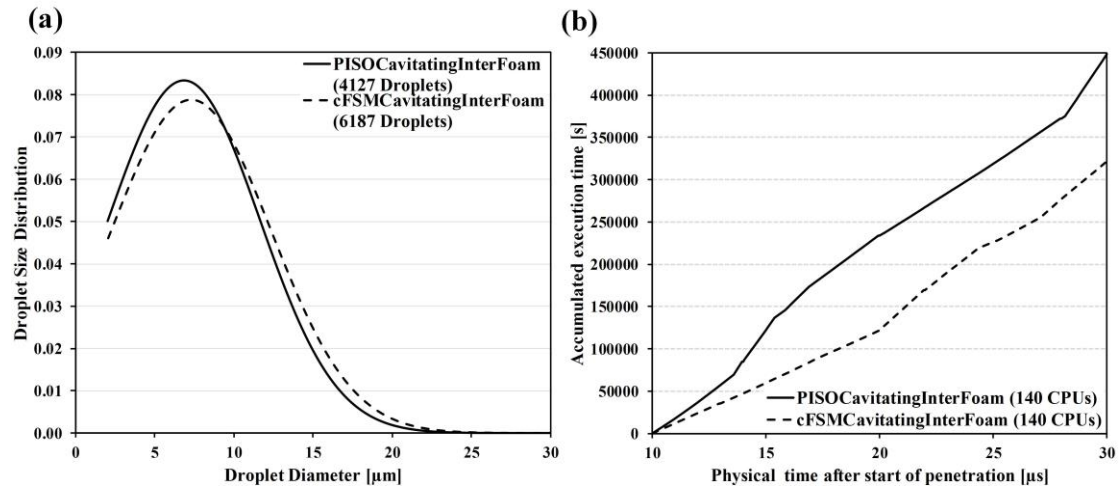 (a)
0.09
0.08
0.07
0.06
0.05
0.04
0.03
0.02
0.01
0.00
Droplet Size Distribution
PISOCavitatingInterFoam
(4127 Droplets)
cFSMCavitatingInterFoam
(6187 Droplets)
0 5 10 15 20 25 30
Droplet Diameter [µm]
(b)
450000
400000
350000
300000
250000
200000
150000
100000
50000
0
Accumulated execution time [s]
PISOCavitatingInterFoam (140 CPUs)
cFSMCavitatingInterFoam (140 CPUs)
10 15 20 25 30
Physical time after start of penetration [µs]